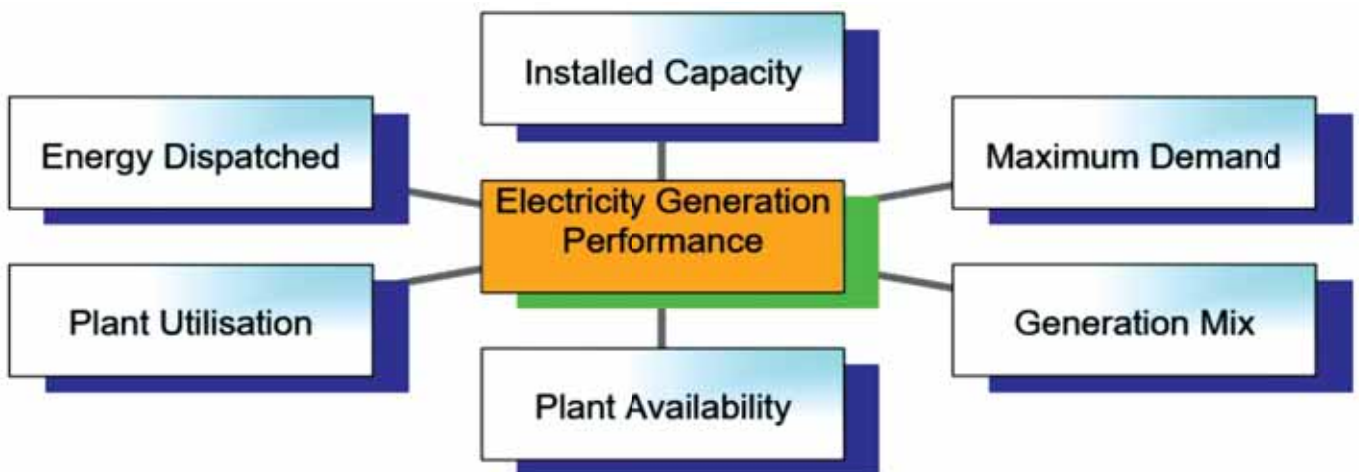 Installed Capacity
Energy Dispatched
Maximum Demand
Electricity Generation
Performance
Plant Utilisation
Generation Mix
Plant Availability